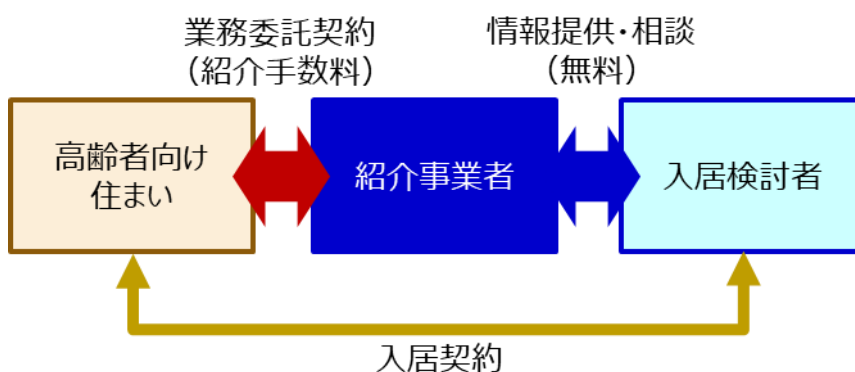 業務委託契約
（紹介手数料）
情報提供・相談
（無料）
高齢者向け
住まい
紹介事業者
入居検討者
入居契約